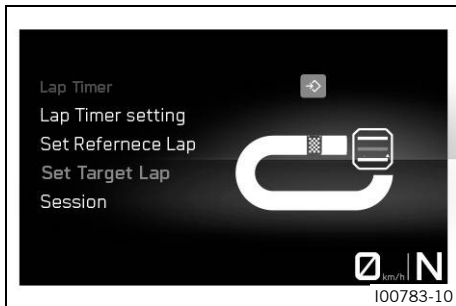 Lap Timer
Lap Timer setting
Set Refernece Lap
Set Target Lap
Session
0 km/h N
I00783-10